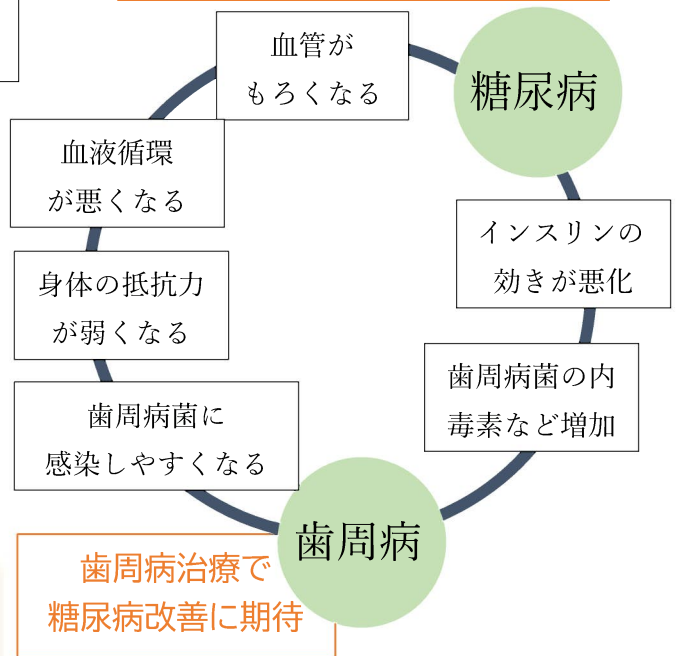 糖尿病
血管が
もろくなる
血液循環
が悪くなる
身体の抵抗力
が弱くなる
歯周病菌に
感染しやすくなる
歯周病
歯周病菌の内
毒素など増加
インスリンの
効きが悪化
歯周病治療で
糖尿病改善に期待